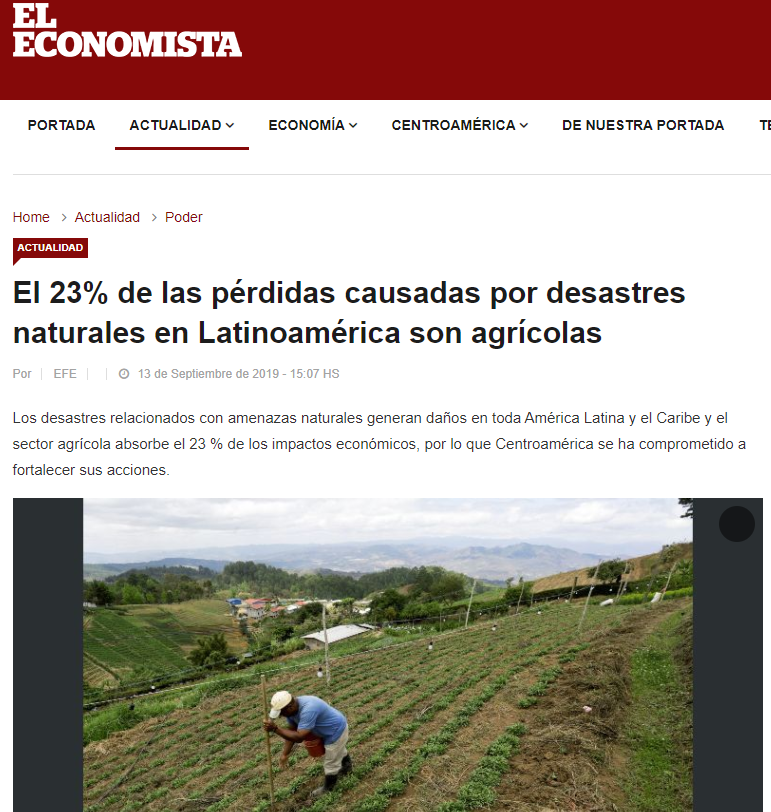 EL
ECONOMISTA
PORTADA ACTUALIDAD ECONOMÍA CENTROAMÉRICA DE NUESTRA PORTADA
Home > Actualidad > Poder
ACTUALIDAD
El 23% de las pérdidas causadas por desastres
naturales en Latinoamérica son agrícolas
Por | EFE | | 13 de Septiembre de 2019 - 15:07 HS
Los desastres relacionados con amenazas naturales generan daños en toda América Latina y el Caribe y el
sector agrícola absorbe el 23 % de los impactos económicos, por lo que Centroamérica se ha comprometido a
fortalecer sus acciones.